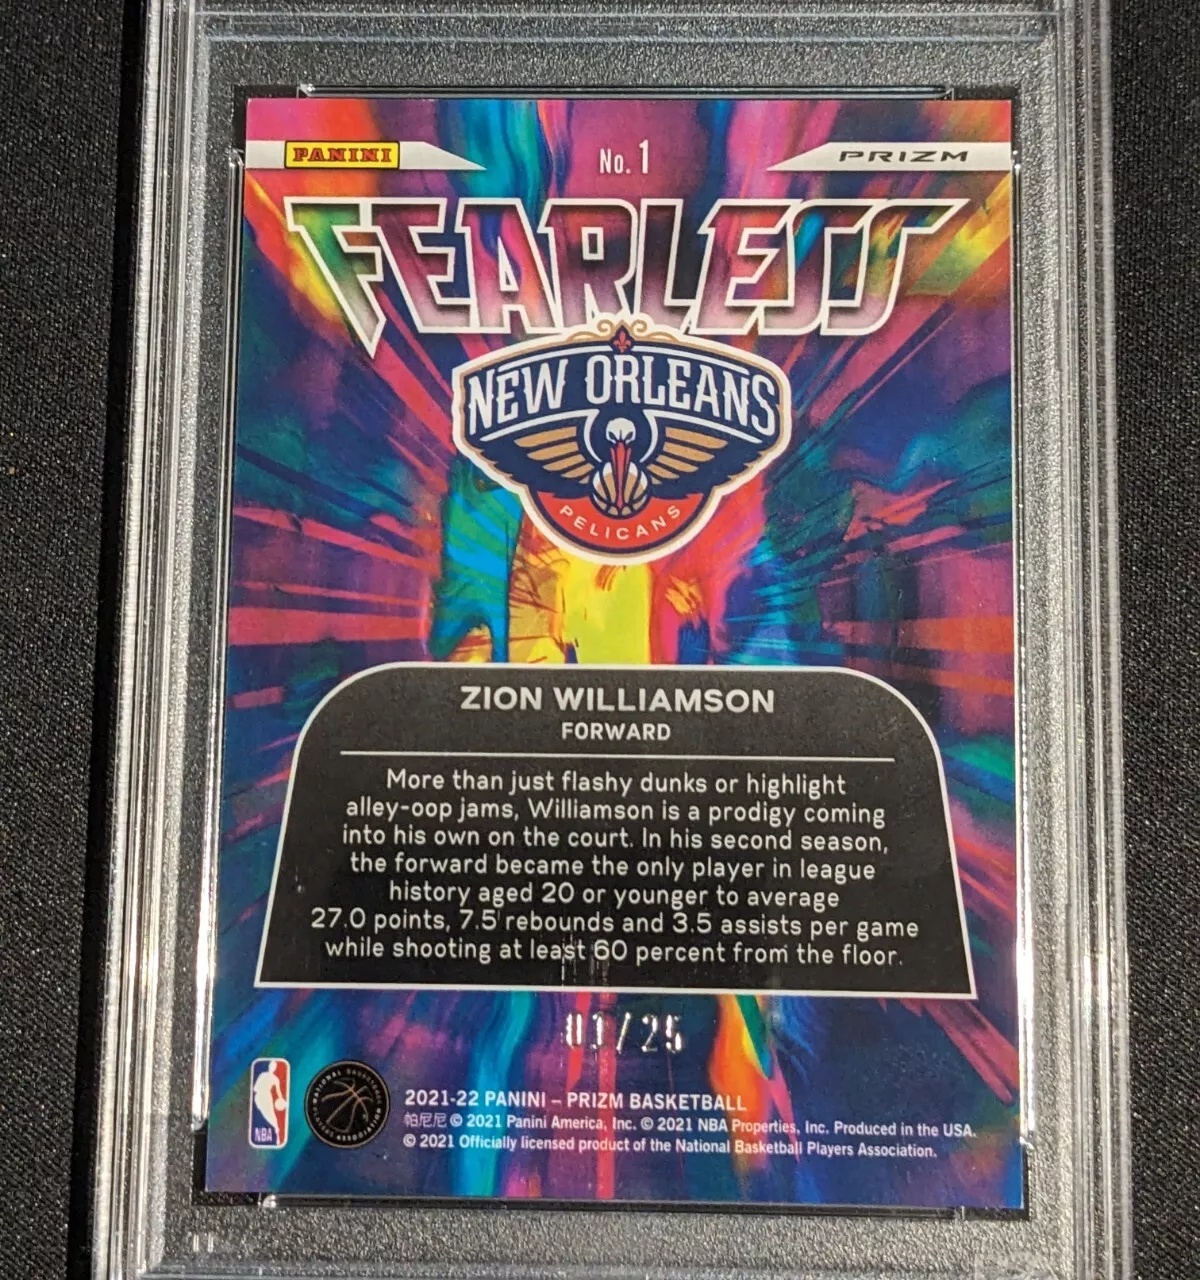 PANINI
No. 1
PRIZM
FEARLESS
NEW ORLEANS
PELICANS
ZION WILLIAMSON
FORWARD
More than just flashy dunks or highlight
alley-oop jams, Williamson is a prodigy coming
into his own on the court. In his second season,
the forward became the only player in league
history aged 20 or younger to average
27.0 points, 7.5 rebounds and 3.5 assists per game
while shooting at least 60 percent from the floor.
01/25
NBA
2021-22 PANINI – PRIZM BASKETBALL
帕尼尼 © 2021 Panini America, Inc. © 2021 NBA Properties, Inc. Produced in the USA.
© 2021 Officially licensed product of the National Basketball Players Association.